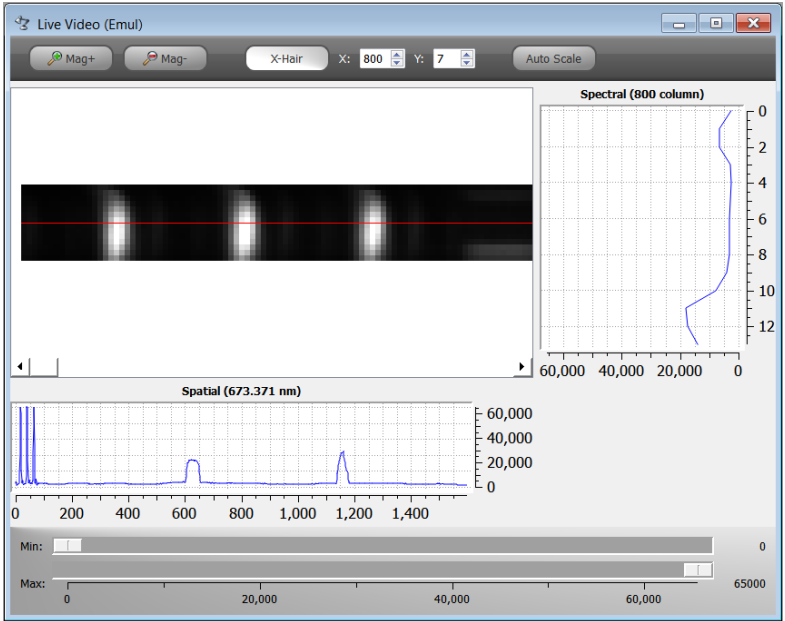 Live Video (Emul)
Mag+ Mag- X-Hair X: 800 Y: 7 Auto Scale
Spectral (800 column)
0
2
4
6
8
10
12
60,000 40,000 20,000 0
Spatial (673.371 nm)
60,000
40,000
20,000
0
0 200 400 600 800 1,000 1,200 1,400
Min: 0
Max: 65000
0 20,000 40,000 60,000